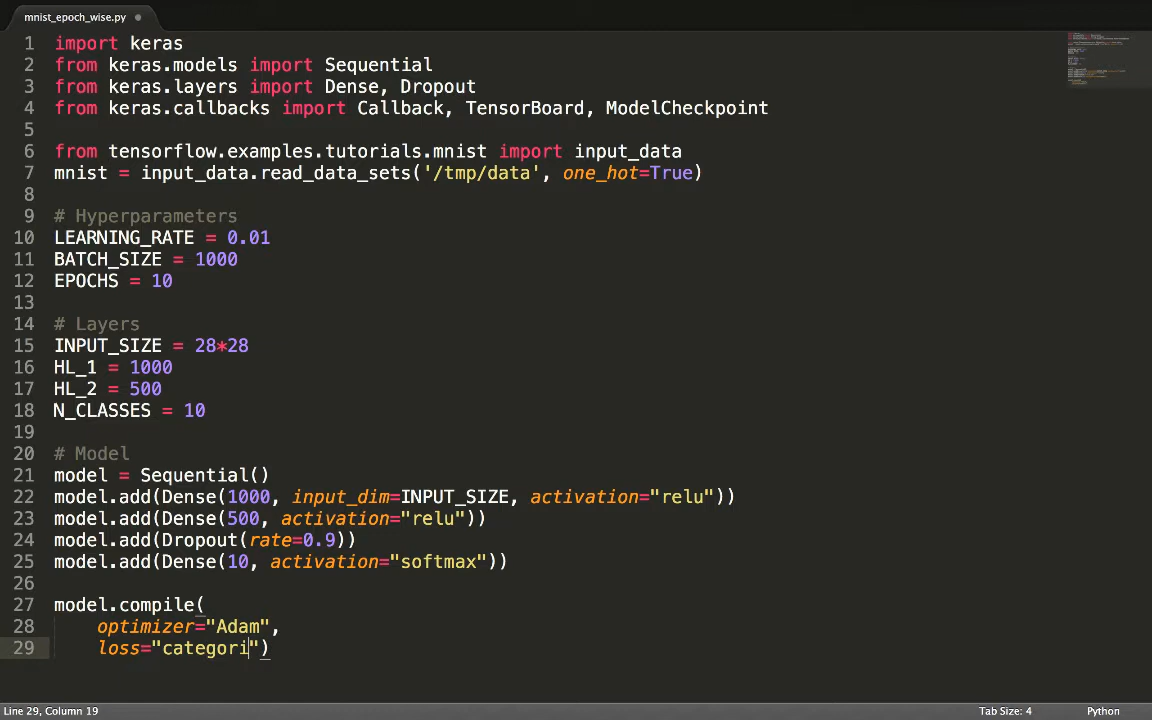 mnist_epoch_wise.py
1 import keras
2 from keras.models import Sequential
3 from keras.layers import Dense, Dropout
4 from keras.callbacks import Callback, TensorBoard, ModelCheckpoint
5
6 from tensorflow.examples.tutorials.mnist import input_data
7 mnist = input_data.read_data_sets('/tmp/data', one_hot=True)
8
9 # Hyperparameters
10 LEARNING_RATE = 0.01
11 BATCH_SIZE = 1000
12 EPOCHS = 10
13
14 # Layers
15 INPUT_SIZE = 28*28
16 HL_1 = 1000
17 HL_2 = 500
18 N_CLASSES = 10
19
20 # Model
21 model = Sequential()
22 model.add(Dense(1000, input_dim=INPUT_SIZE, activation="relu"))
23 model.add(Dense(500, activation="relu"))
24 model.add(Dropout(rate=0.9))
25 model.add(Dense(10, activation="softmax"))
26
27 model.compile(
28     optimizer="Adam",
29     loss="categori")
Line 29, Column 19 Tab Size: 4 Python